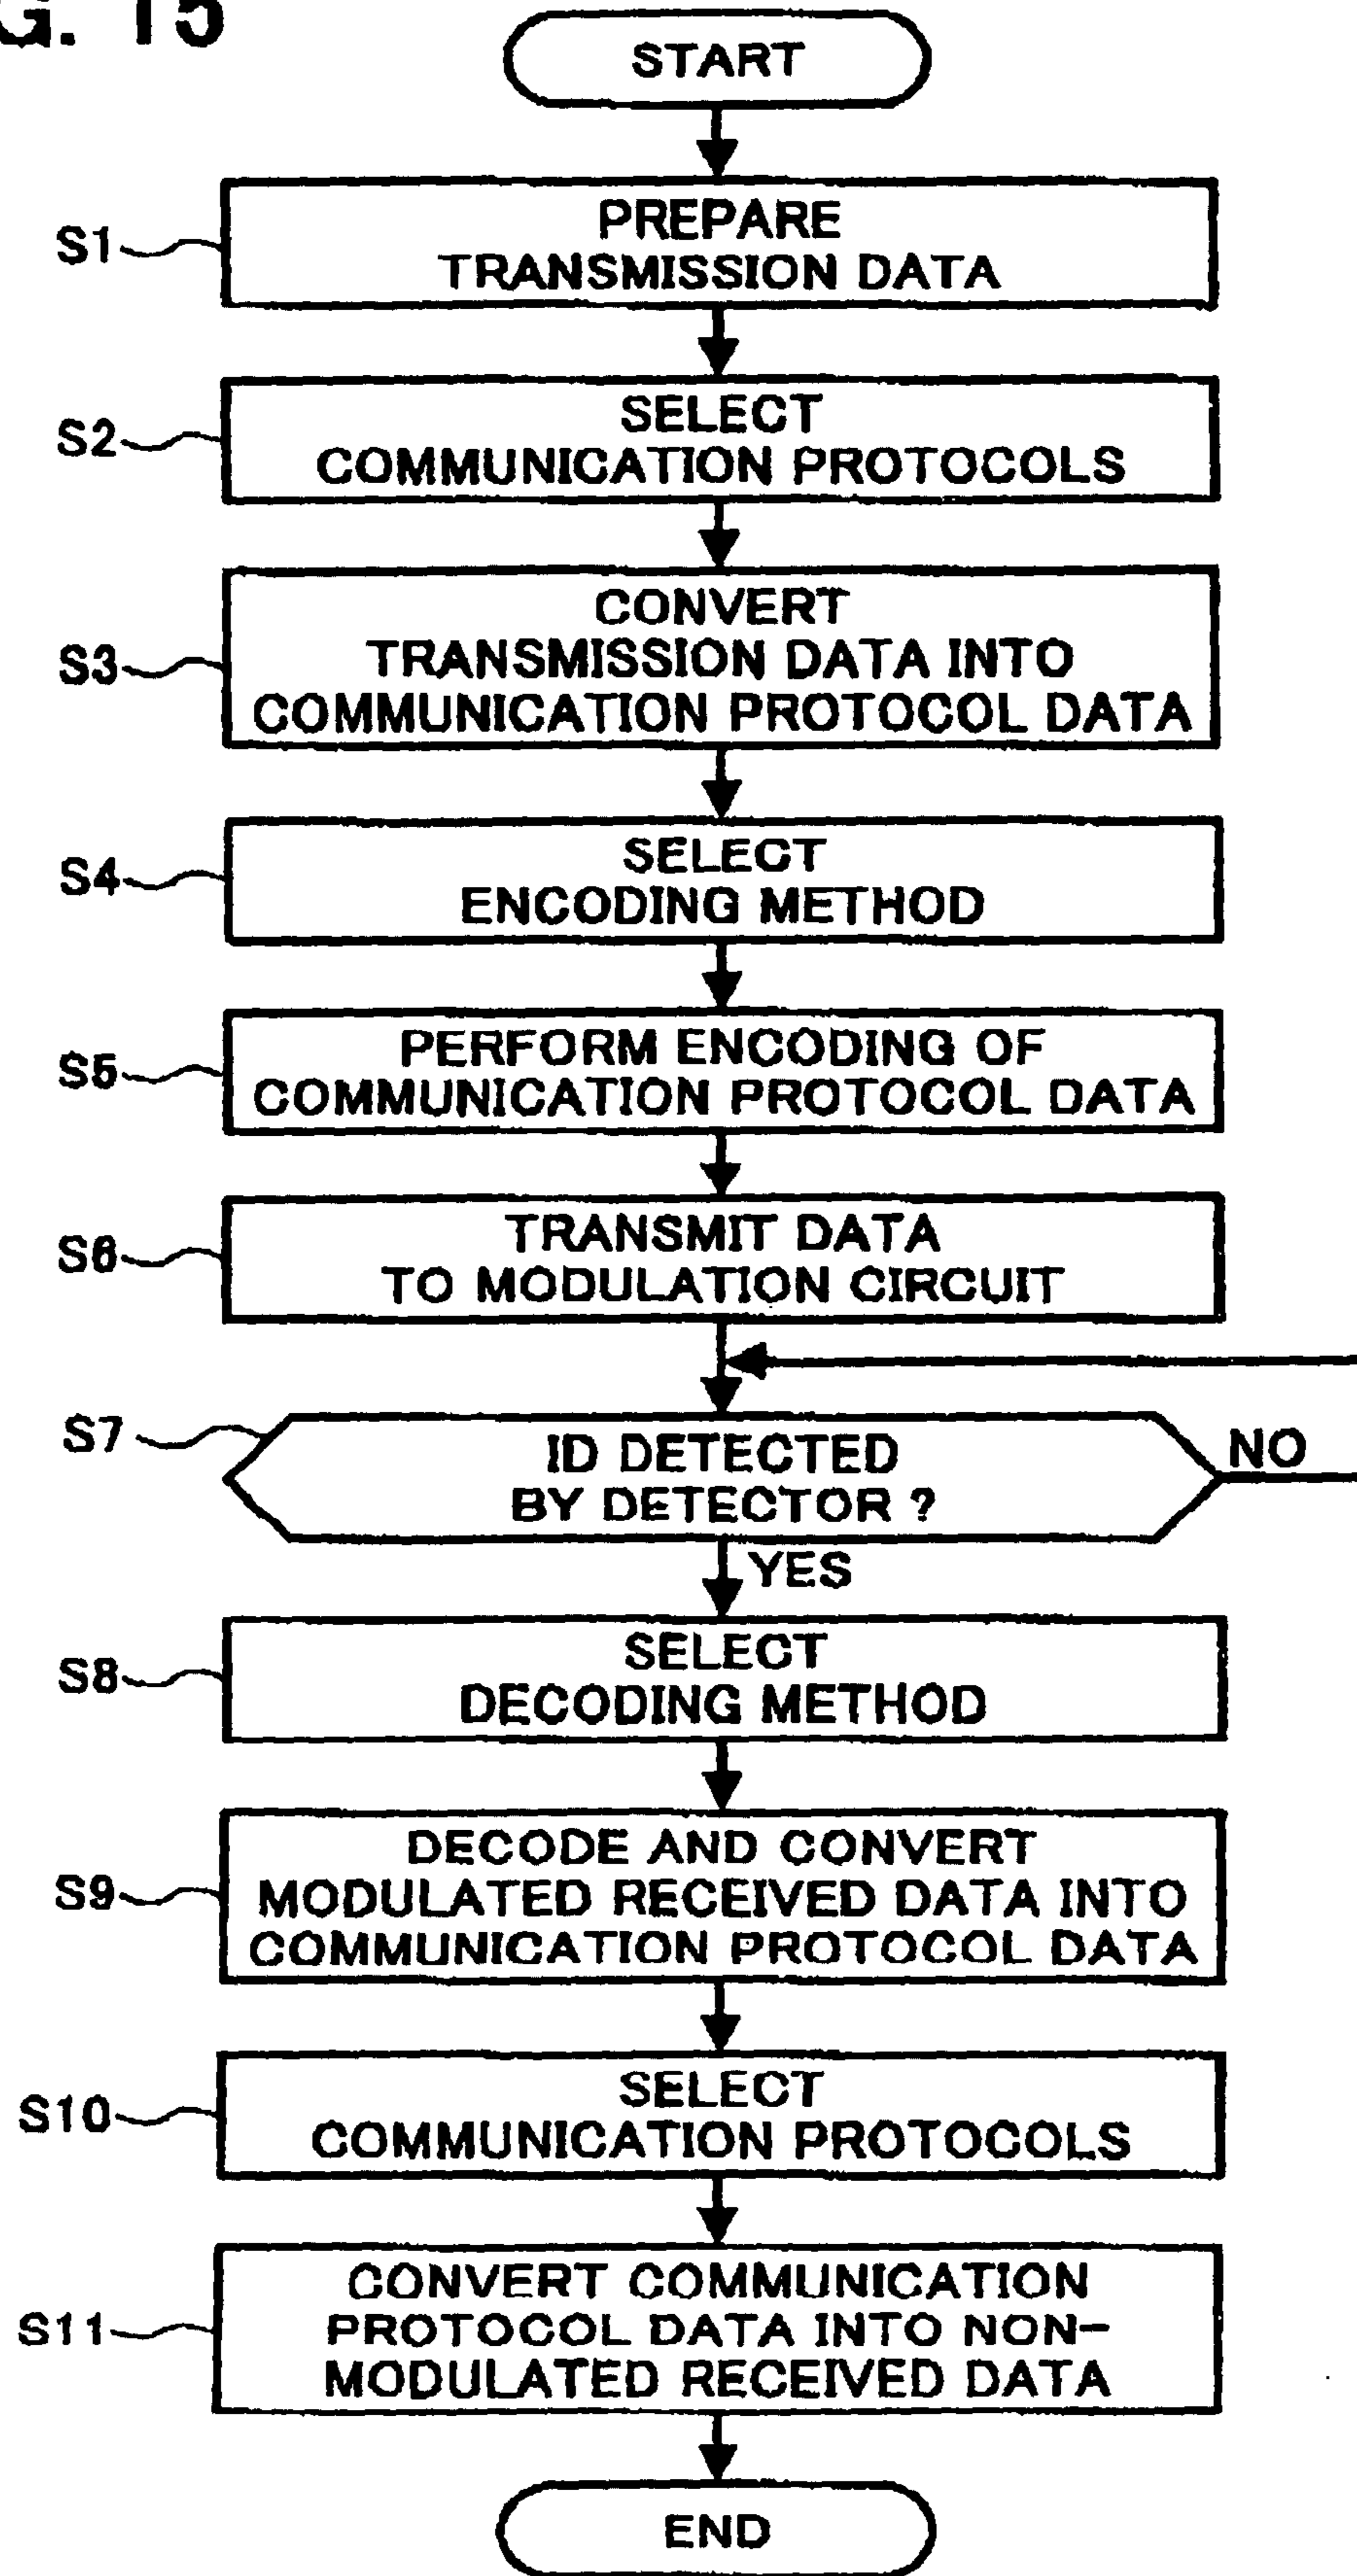 G. 15
START
S1
PREPARE
TRANSMISSION DATA
S2
SELECT
COMMUNICATION PROTOCOLS
S3
CONVERT
TRANSMISSION DATA INTO
COMMUNICATION PROTOCOL DATA
S4
SELECT
ENCODING METHOD
S5
PERFORM ENCODING OF
COMMUNICATION PROTOCOL DATA
S6
TRANSMIT DATA
TO MODULATION CIRCUIT
S7
ID DETECTED
BY DETECTOR ?
NO
YES
S8
SELECT
DECODING METHOD
S9
DECODE AND CONVERT
MODULATED RECEIVED DATA INTO
COMMUNICATION PROTOCOL DATA
S10
SELECT
COMMUNICATION PROTOCOLS
S11
CONVERT COMMUNICATION
PROTOCOL DATA INTO NON-
MODULATED RECEIVED DATA
END